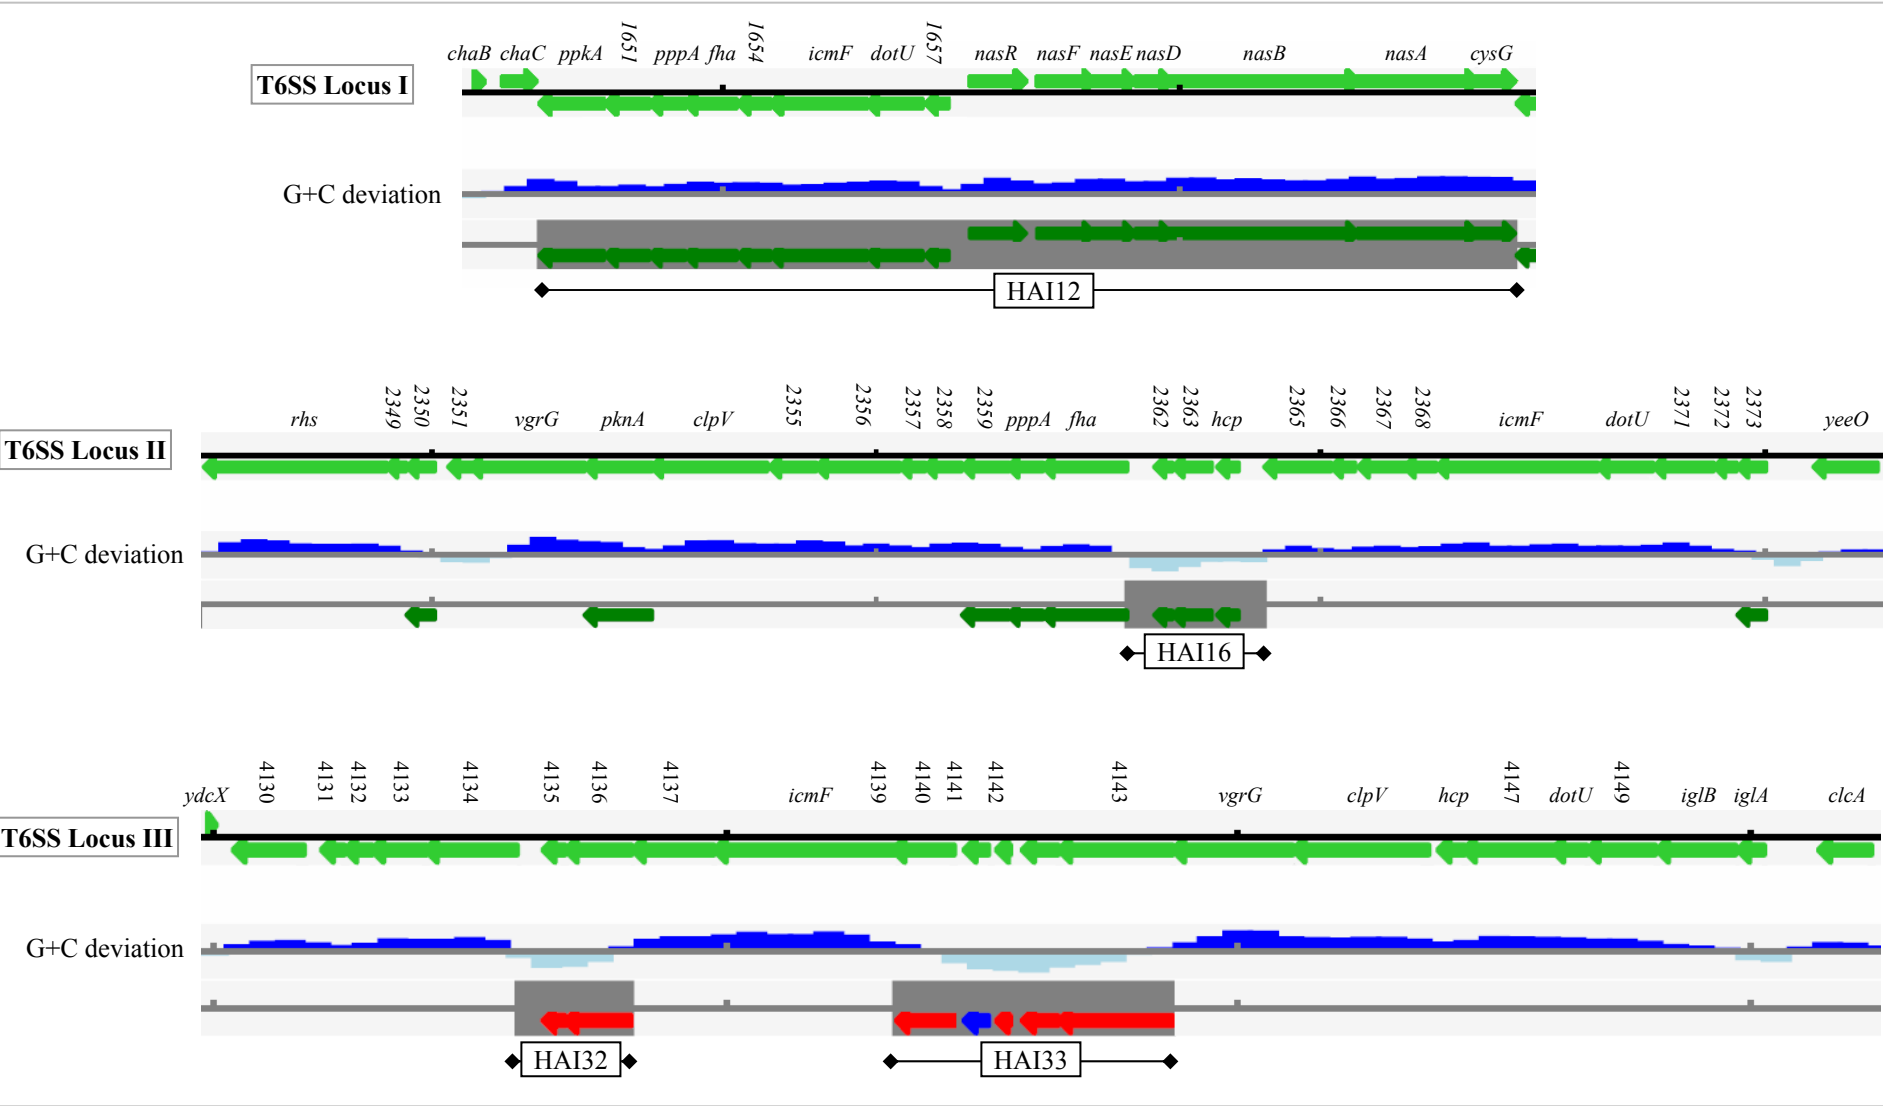 chaB chaC ppkA 1651 pppA fha 1654 icmF dotU 1657 nasR nasF nasE nasD nasB nasA cysG
T6SS Locus I
G+C deviation
HAI12
rhs 2349 2350 2351 vgrG pknA clpV 2355 2356 2357 2358 2359 pppA fha 2362 2363 hcp 2365 2366 2367 2368 icmF dotU 2371 2372 2373 yeeO
T6SS Locus II
G+C deviation
HAI16
ydcX 4130 4131 4132 4133 4134 4135 4136 4137 icmF 4139 4140 4141 4142 4143 vgrG clpV hcp 4147 dotU 4149 iglB iglA clcA
T6SS Locus III
G+C deviation
HAI32 HAI33